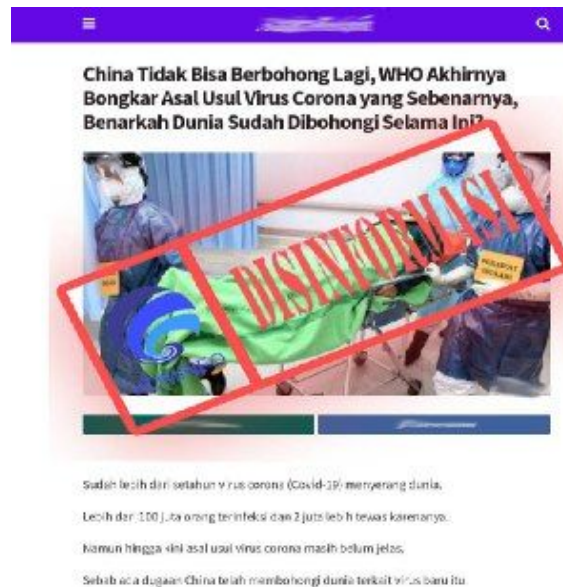 China Tidak Bisa Berbohong Lagi, WHO Akhirnya
Bongkar Asal Usul Virus Corona yang Sebenarnya,
Benarkah Dunia Sudah Dibohongi Selama Ini?
DISINFORMASI
PERAWAT
ISOLASI
Sudah lebih dari setahun virus corona (Covid-19) menyerang dunia.
Lebih dari 100 juta orang terinfeksi dan 2 juta lebih tewas karenanya.
Namun hingga kini asal usul virus corona masih belum jelas.
Sebab ada dugaan China telah membohongi dunia terkait virus baru itu